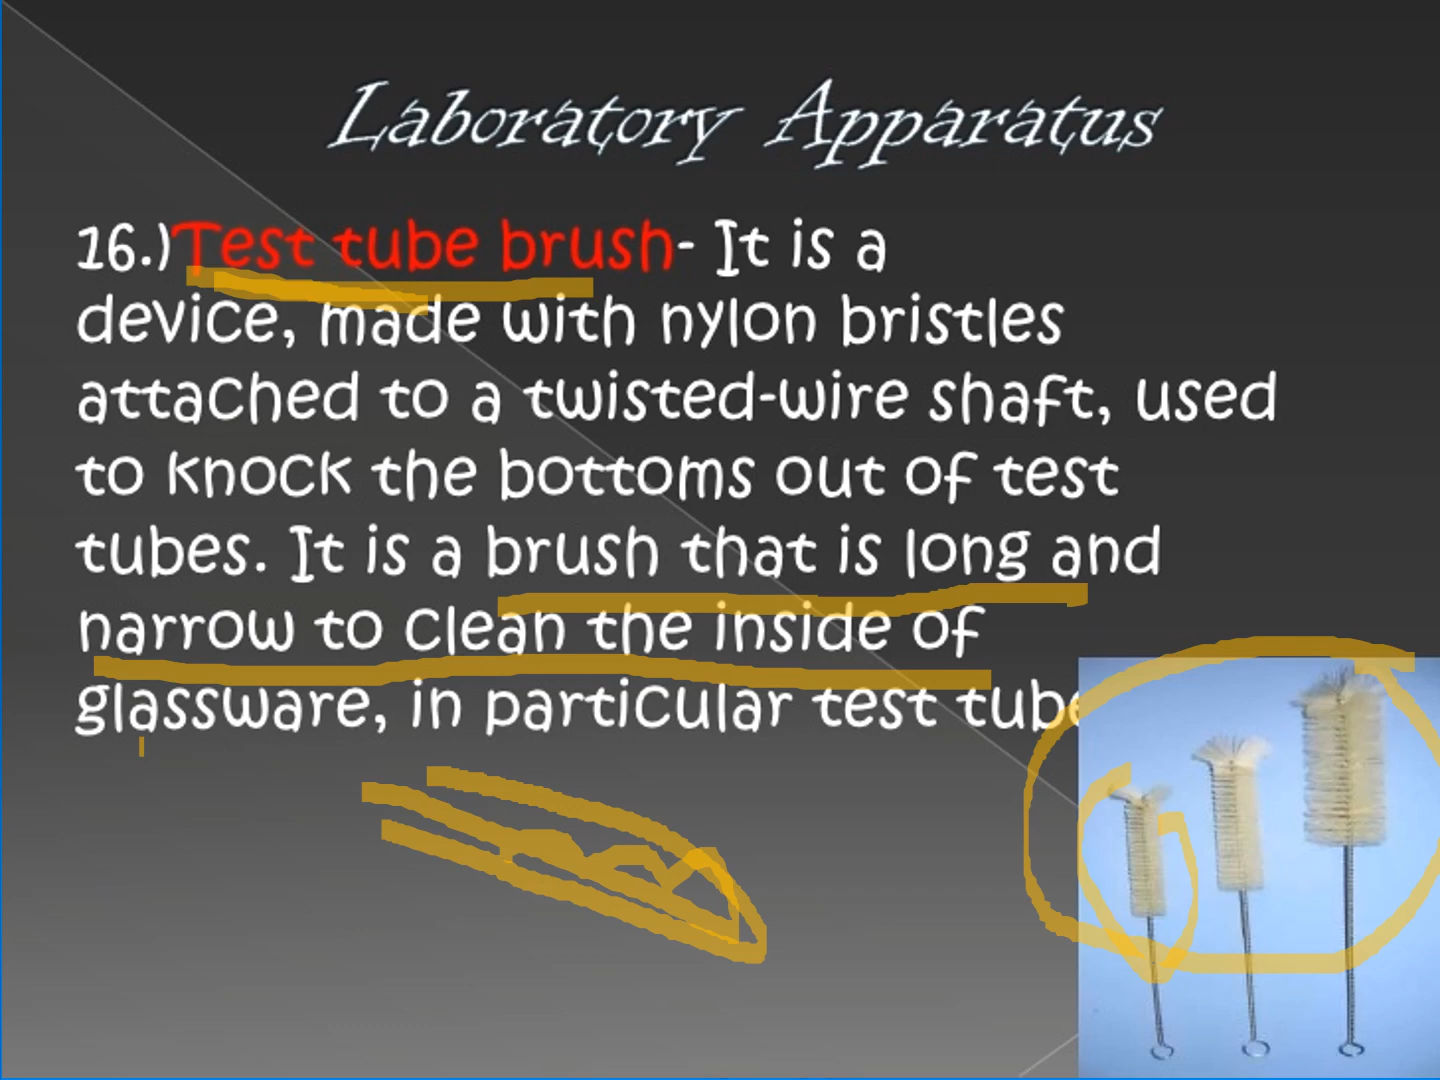 Laboratory Apparatus
16.)Test tube brush- It is a
device, made with nylon bristles
attached to a twisted-wire shaft, used
to knock the bottoms out of test
tubes. It is a brush that is long and
narrow to clean the inside of
glassware, in particular test tube